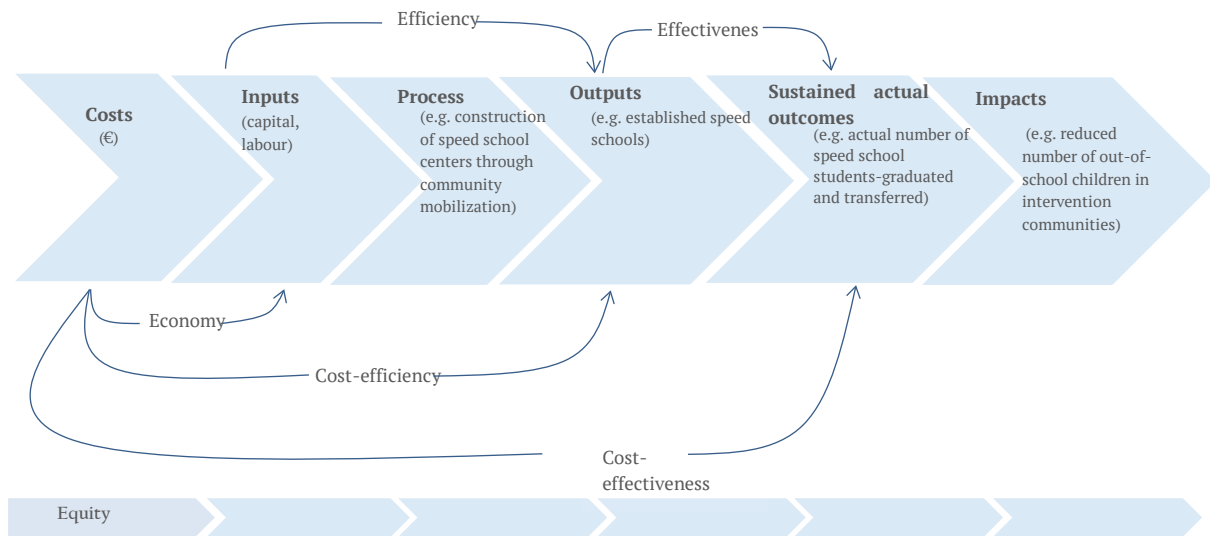 Efficiency
Effectivenes
Costs
(€)
Inputs
(capital,
labour)
Process
(e.g. construction
of speed school
centers through
community
mobilization)
Outputs
(e.g. established speed
schools)
Sustained actual
outcomes
(e.g. actual number of
speed school
students-graduated
and transferred)
Impacts
(e.g. reduced
number of out-of-
school children in
intervention
communities)
Economy
Cost-efficiency
Cost-
effectiveness
Equity